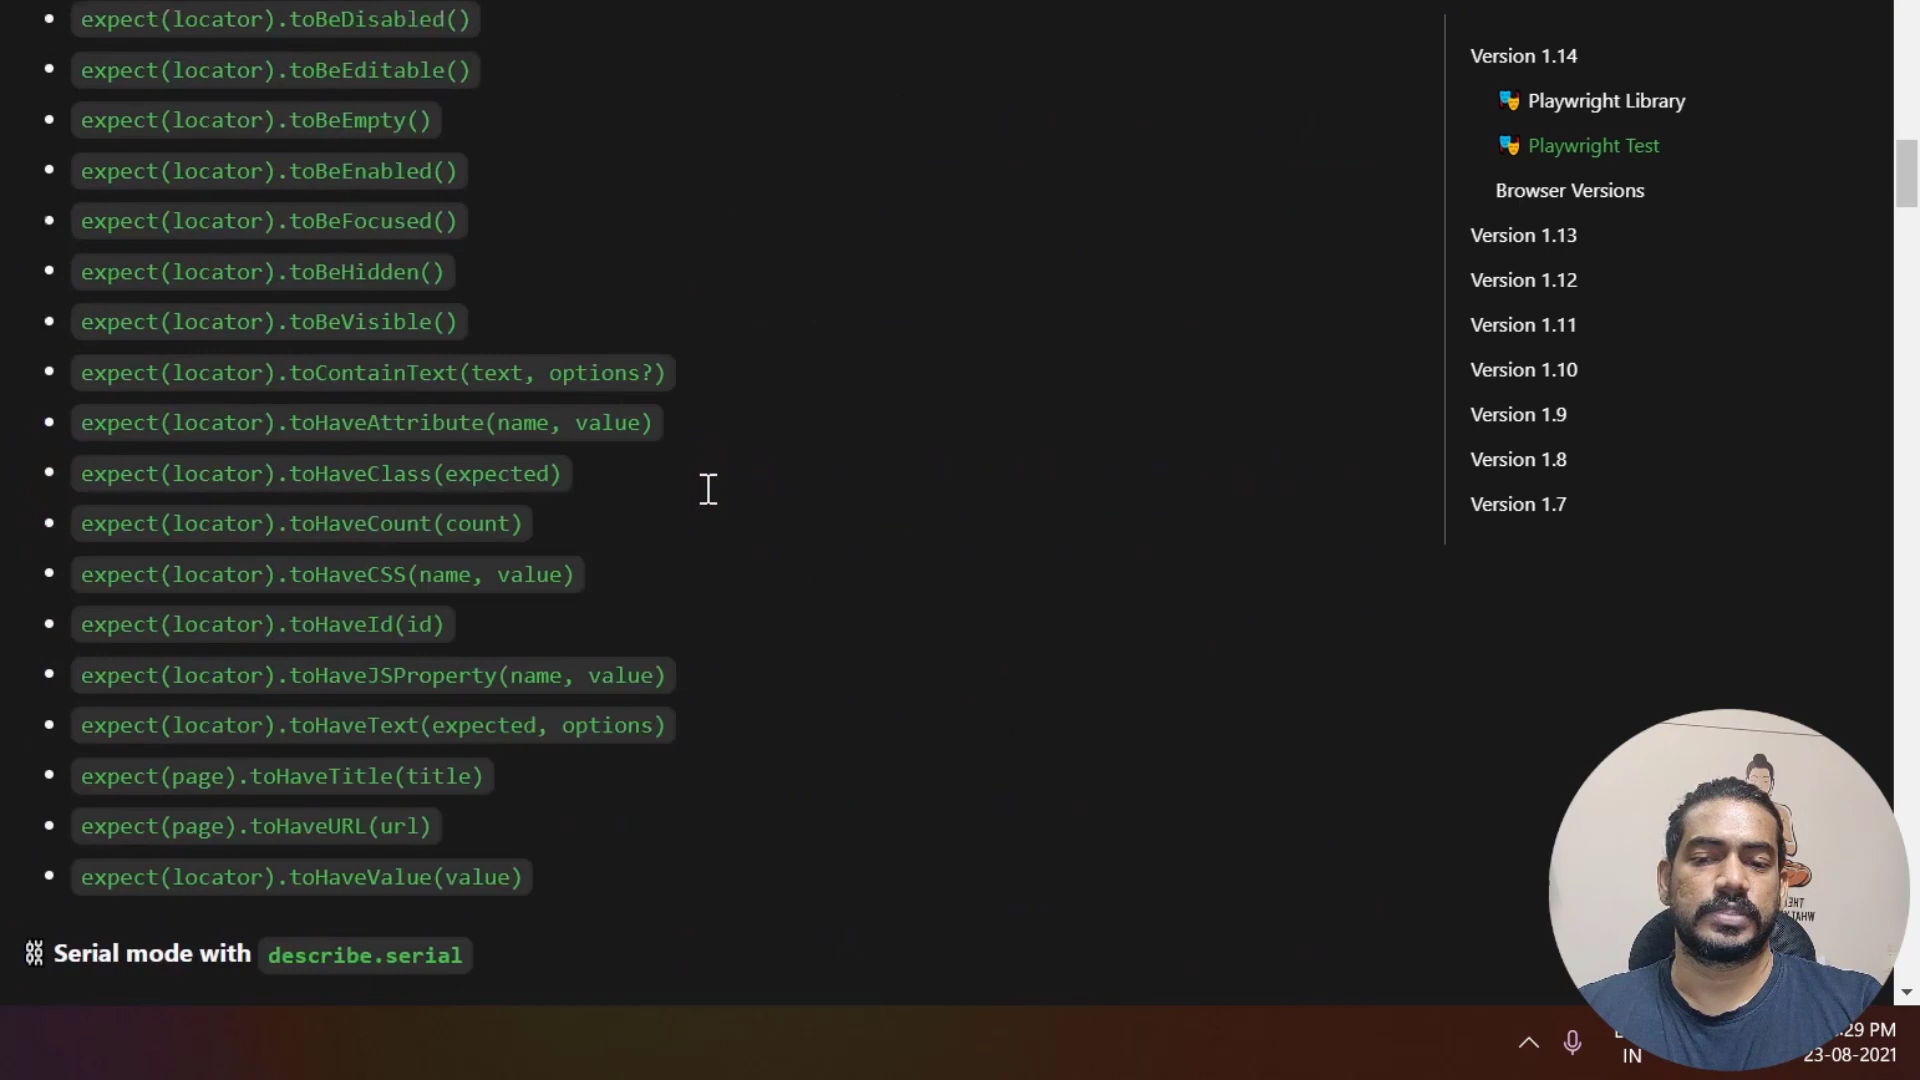 expect(locator).toBeDisabled()
expect(locator).toBeEditable()
expect(locator).toBeEmpty()
expect(locator).toBeEnabled()
expect(locator).toBeFocused()
expect(locator).toBeHidden()
expect(locator).toBeVisible()
expect(locator).toContainText(text, options?)
expect(locator).toHaveAttribute(name, value)
expect(locator).toHaveClass(expected)
expect(locator).toHaveCount(count)
expect(locator).toHaveCSS(name, value)
expect(locator).toHaveId(id)
expect(locator).toHaveJSProperty(name, value)
expect(locator).toHaveText(expected, options)
expect(page).toHaveTitle(title)
expect(page).toHaveURL(url)
expect(locator).toHaveValue(value)
Serial mode with describe.serial
Version 1.14
Playwright Library
Playwright Test
Browser Versions
Version 1.13
Version 1.12
Version 1.11
Version 1.10
Version 1.9
Version 1.8
Version 1.7
:29 PM
IN
23-08-2021